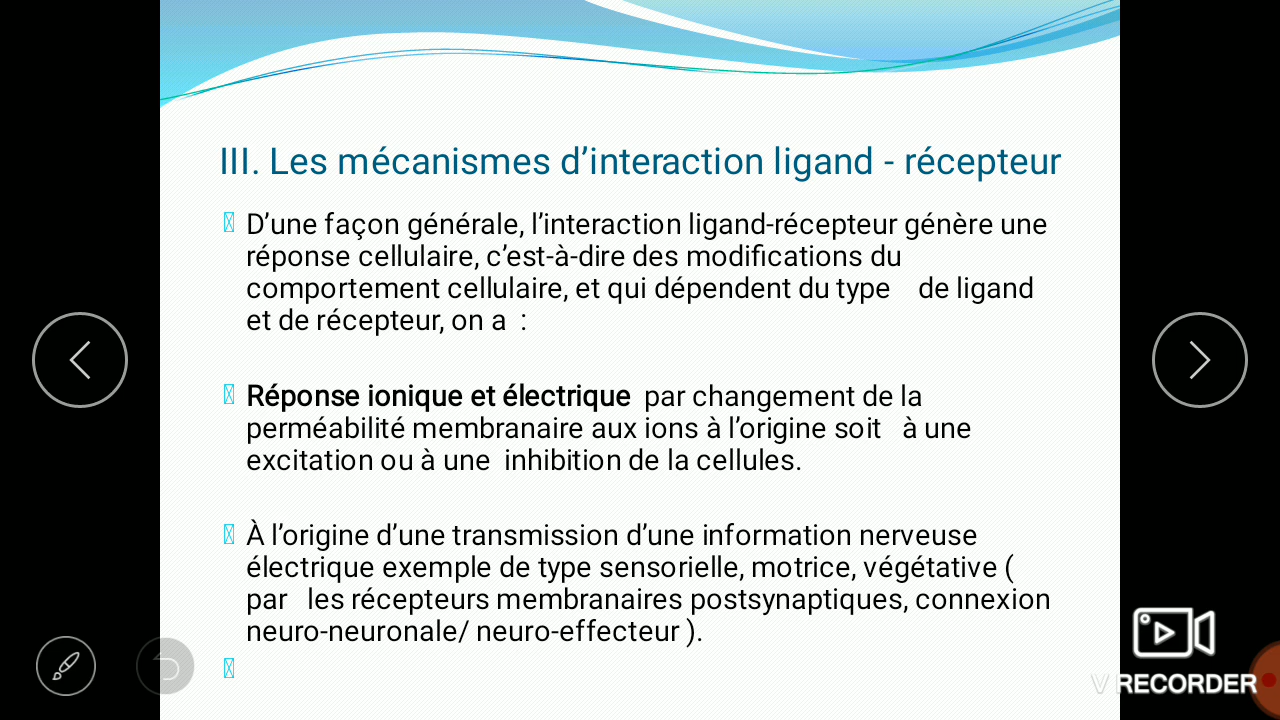 III. Les mécanismes d’interaction ligand - récepteur
D’une façon générale, l’interaction ligand-récepteur génère une
réponse cellulaire, c’est-à-dire des modifications du
comportement cellulaire, et qui dépendent du type de ligand
et de récepteur, on a :
Réponse ionique et électrique par changement de la
perméabilité membranaire aux ions à l’origine soit à une
excitation ou à une inhibition de la cellules.
À l’origine d’une transmission d’une information nerveuse
électrique exemple de type sensorielle, motrice, végétative (
par les récepteurs membranaires postsynaptiques, connexion
neuro-neuronale/ neuro-effecteur ).
V RECORDER